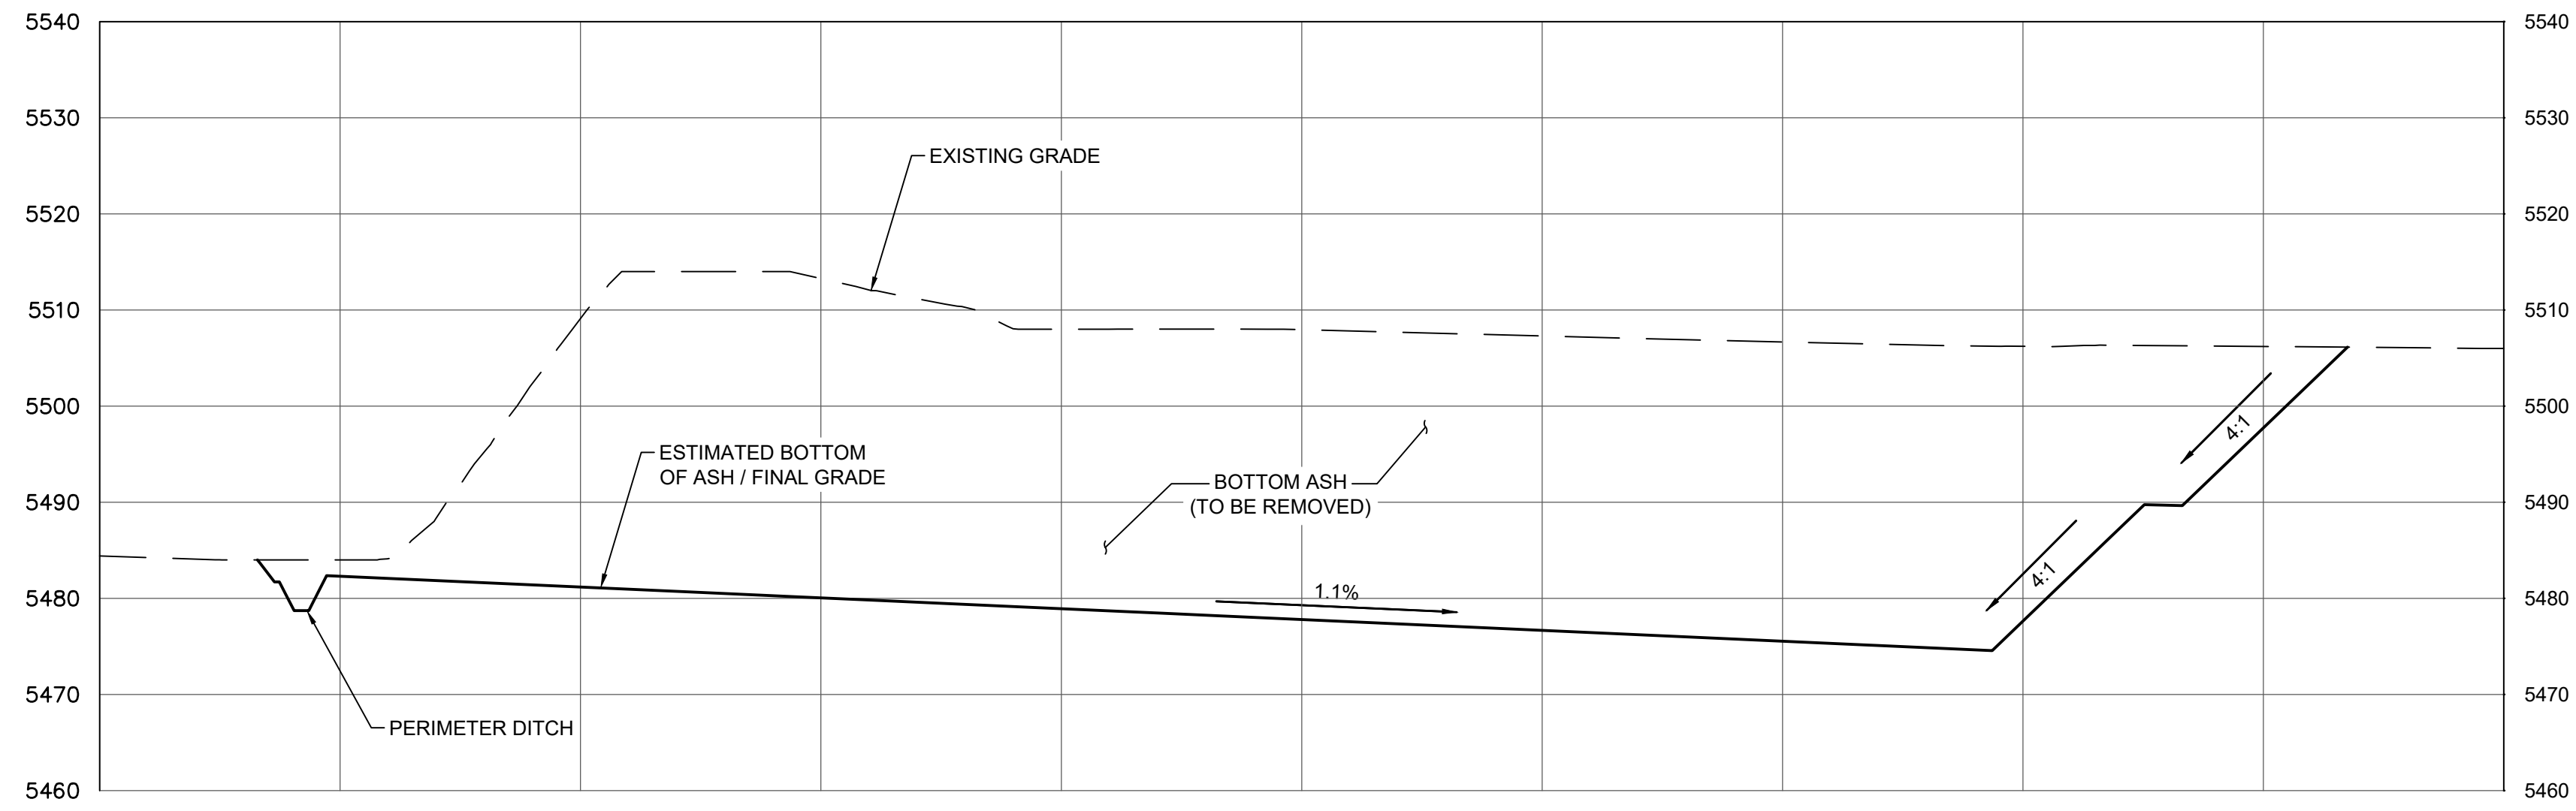 5540 5540
5530 5530
EXISTING GRADE
5520 5520
5510 5510
5500 5500
4:1
ESTIMATED BOTTOM
OF ASH / FINAL GRADE
BOTTOM ASH
(TO BE REMOVED)
5490 5490
4:1
1.1%
5480 5480
5470 5470
PERIMETER DITCH
5460 5460